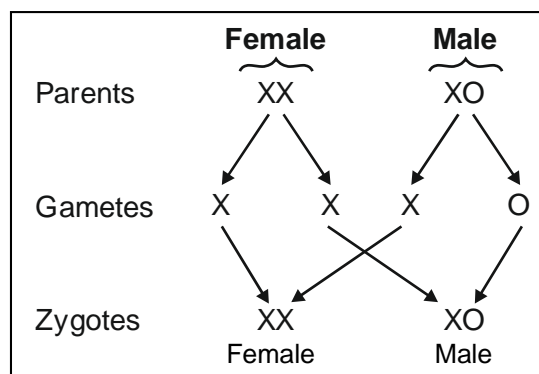 Female Male
Parents XX XO
Gametes X X X O
Zygotes XX XO
Female Male